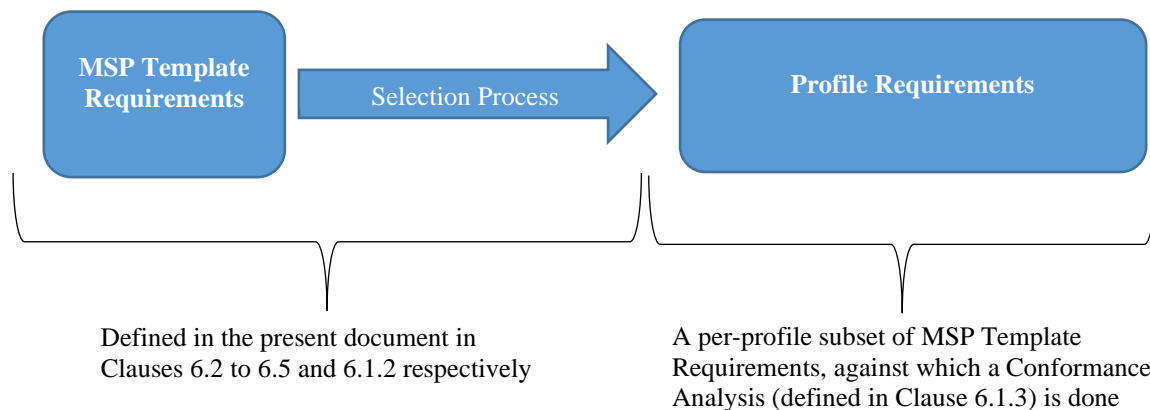 MSP Template
Requirements
Selection Process
Profile Requirements
Defined in the present document in
Clauses 6.2 to 6.5 and 6.1.2 respectively
A per-profile subset of MSP Template
Requirements, against which a Conformance
Analysis (defined in Clause 6.1.3) is done